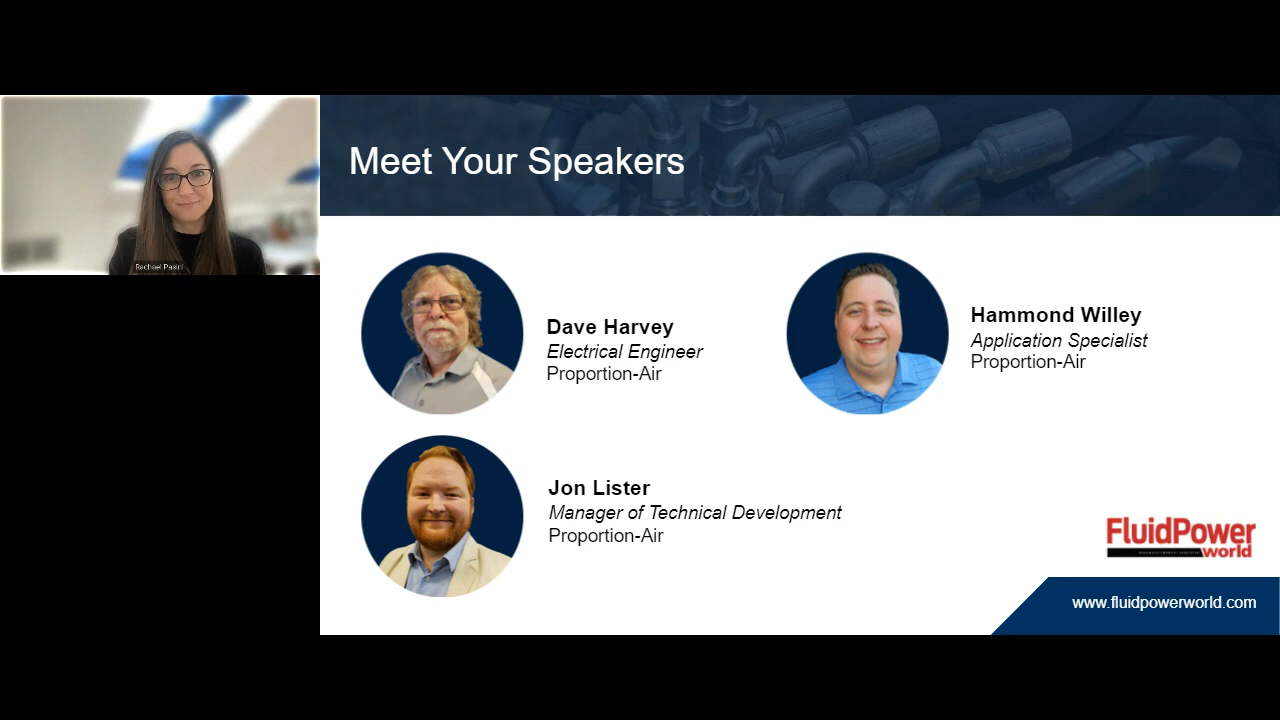 Meet Your Speakers
Rachael Pasini
Dave Harvey
Electrical Engineer
Proportion-Air
Hammond Willey
Application Specialist
Proportion-Air
Jon Lister
Manager of Technical Development
Proportion-Air
FluidPower
world
www.fluidpowerworld.com